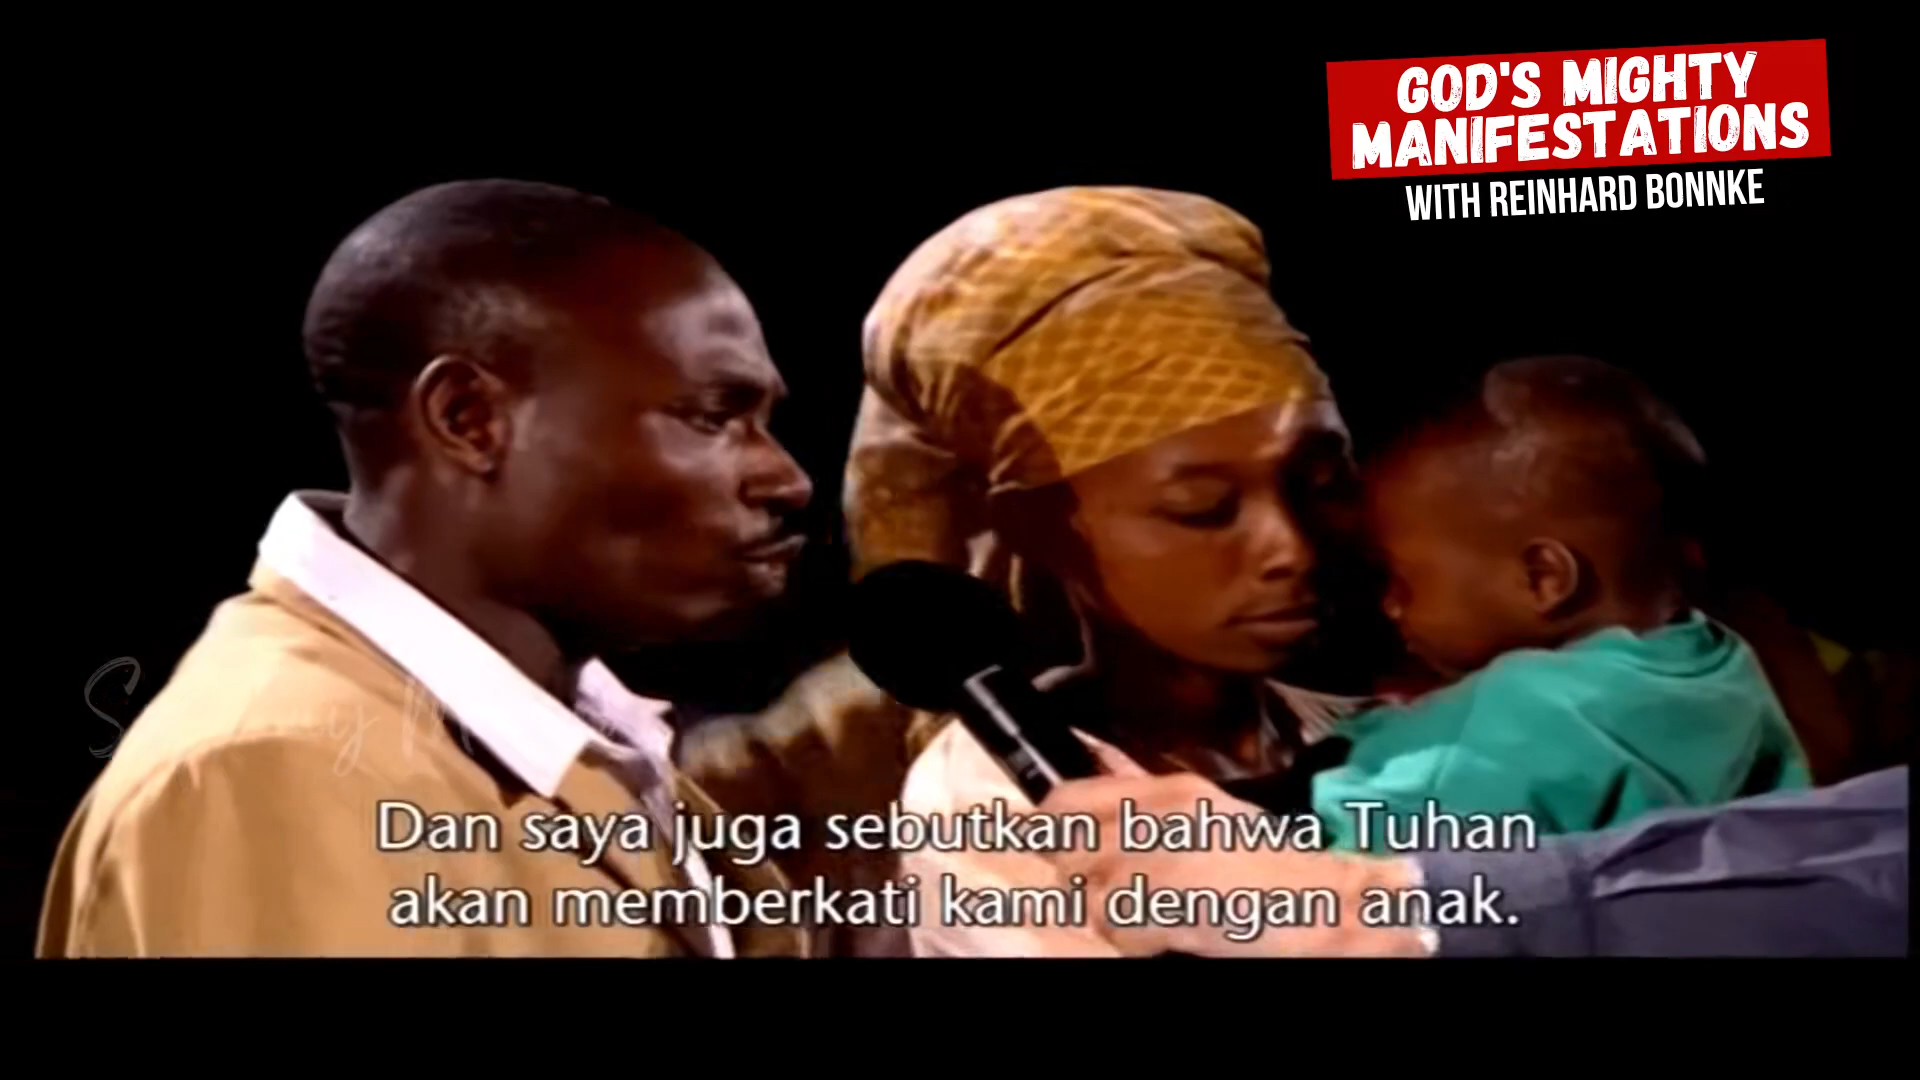 GOD'S MIGHTY
MANIFESTATIONS
WITH REINHARD BONNKE
Dan saya juga sebutkan bahwa Tuhan
akan memberkati kami dengan anak.